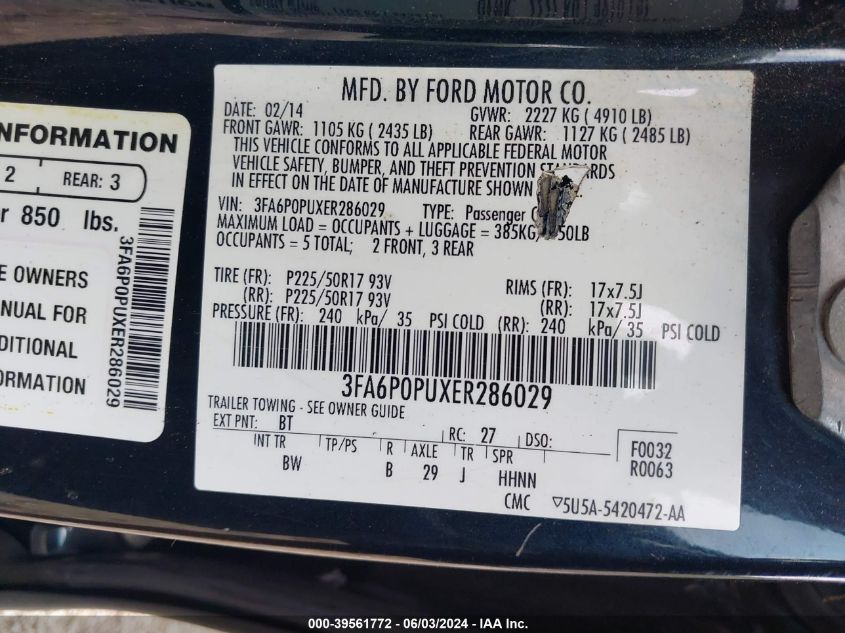 MFD. BY FORD MOTOR CO.
DATE: 02/14
GVWR: 2227 KG ( 4910 LB)
FRONT GAWR: 1105 KG ( 2435 LB)
REAR GAWR: 1127 KG ( 2485 LB)
THIS VEHICLE CONFORMS TO ALL APPLICABLE FEDERAL MOTOR
VEHICLE SAFETY, BUMPER, AND THEFT PREVENTION
IN EFFECT ON THE DATE OF MANUFACTURE SHOWN
VIN: 3FA6P0PUXER286029 TYPE: Passenger
MAXIMUM LOAD = OCCUPANTS + LUGGAGE = 385KG/ 50LB
OCCUPANTS = 5 TOTAL; 2 FRONT, 3 REAR
TIRE (FR): P225/50R17 93V RIMS (FR): 17x7.5J
(RR): P225/50R17 93V (RR): 17x7.5J
PRESSURE (FR): 240 kPa/ 35 PSI COLD (RR): 240 kPa/ 35 PSI COLD
3FA6P0PUXER286029
TRAILER TOWING - SEE OWNER GUIDE
EXT PNT: BT RC: 27 DSO:
INT TR TP/PS R AXLE TR SPR
BW B 29 J HHNN
F0032
R0063
CMC ▽5U5A-5420472-AA
NFORMATION
2 REAR: 3
r 850 lbs.
E OWNERS
ANUAL FOR
DDITIONAL
FORMATION
3FA6P0PUXER286029
000-39561772 - 06/03/2024 - IAA Inc.